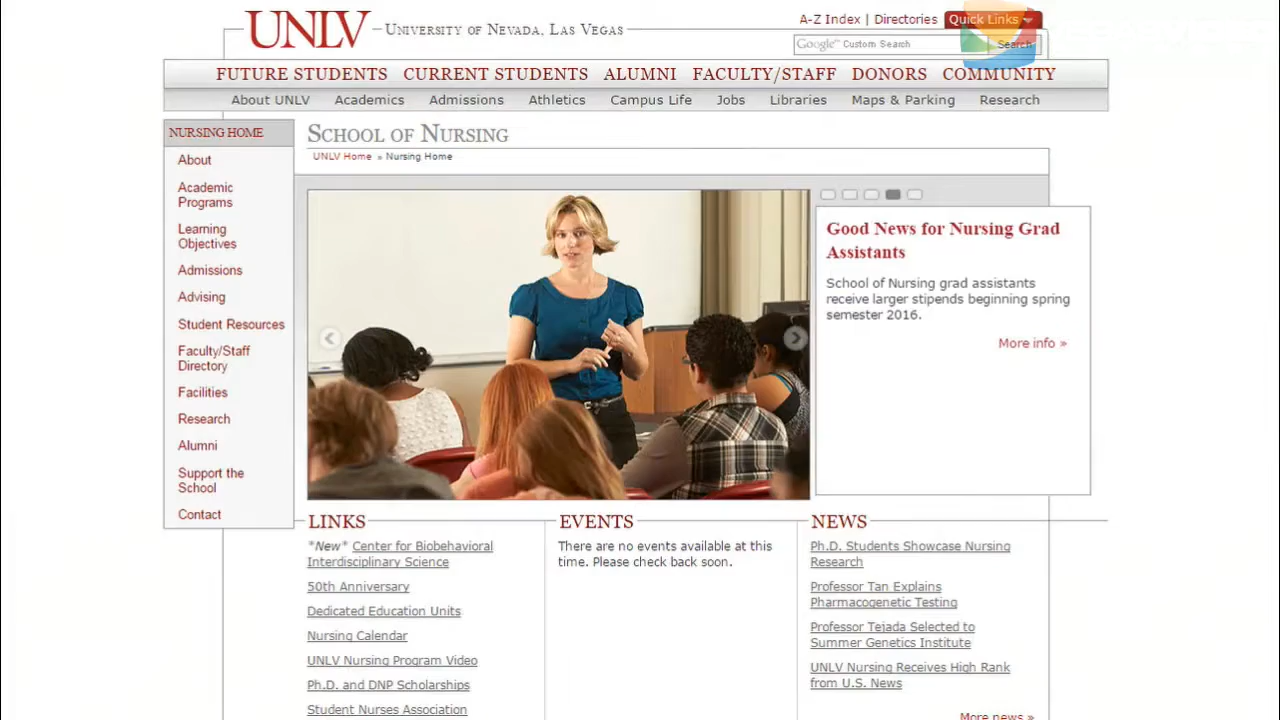 UNLV
UNIVERSITY OF NEVADA, LAS VEGAS
A-Z Index | Directories
Quick Links
Google™ Custom Search
Search
FUTURE STUDENTS CURRENT STUDENTS ALUMNI FACULTY/STAFF DONORS COMMUNITY
About UNLV Academics Admissions Athletics Campus Life Jobs Libraries Maps & Parking Research
NURSING HOME
About
Academic
Programs
Learning
Objectives
Admissions
Advising
Student Resources
Faculty/Staff
Directory
Facilities
Research
Alumni
Support the
School
Contact
SCHOOL OF NURSING
UNLV Home » Nursing Home
Good News for Nursing Grad
Assistants
School of Nursing grad assistants
receive larger stipends beginning spring
semester 2016.
More info »
LINKS
*New* Center for Biobehavioral
Interdisciplinary Science
50th Anniversary
Dedicated Education Units
Nursing Calendar
UNLV Nursing Program Video
Ph.D. and DNP Scholarships
Student Nurses Association
EVENTS
There are no events available at this
time. Please check back soon.
NEWS
Ph.D. Students Showcase Nursing
Research
Professor Tan Explains
Pharmacogenetic Testing
Professor Tejada Selected to
Summer Genetics Institute
UNLV Nursing Receives High Rank
from U.S. News
More news »